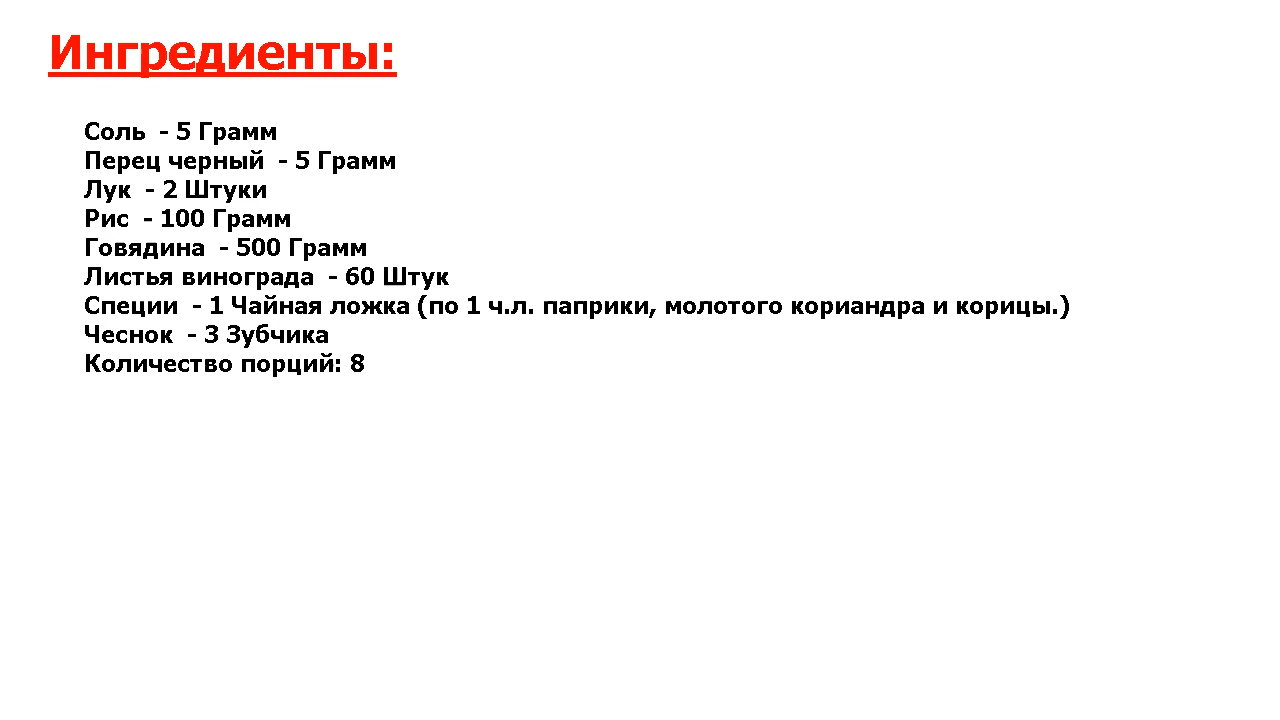 Ингредиенты:
Соль  - 5 Грамм
Перец черный  - 5 Грамм
Лук  - 2 Штуки
Рис  - 100 Грамм
Говядина  - 500 Грамм
Листья винограда  - 60 Штук
Специи  - 1 Чайная ложка (по 1 ч.л. паприки, молотого кориандра и корицы.)
Чеснок  - 3 Зубчика
Количество порций: 8